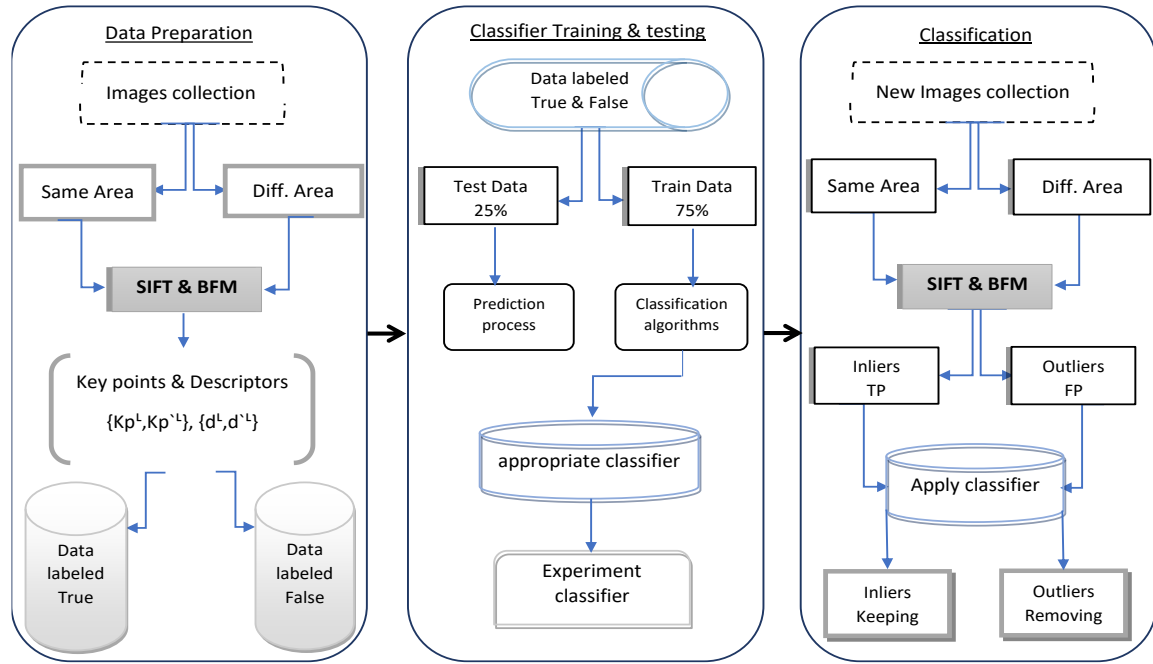 Data Preparation
Images collection
Same Area
Diff. Area
SIFT & BFM
Key points & Descriptors
{Kpᴸ,Kp`ᴸ}, {dᴸ,d`ᴸ}
Data
labeled
True
Data
labeled
False
Classifier Training & testing
Data labeled
True & False
Test Data
25%
Train Data
75%
Prediction
process
Classification
algorithms
appropriate classifier
Experiment
classifier
Classification
New Images collection
Same Area
Diff. Area
SIFT & BFM
Inliers
TP
Outliers
FP
Apply classifier
Inliers
Keeping
Outliers
Removing